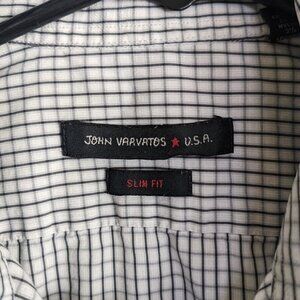 JOHN VARVATOS ★ U.S.A.
SLIM FIT